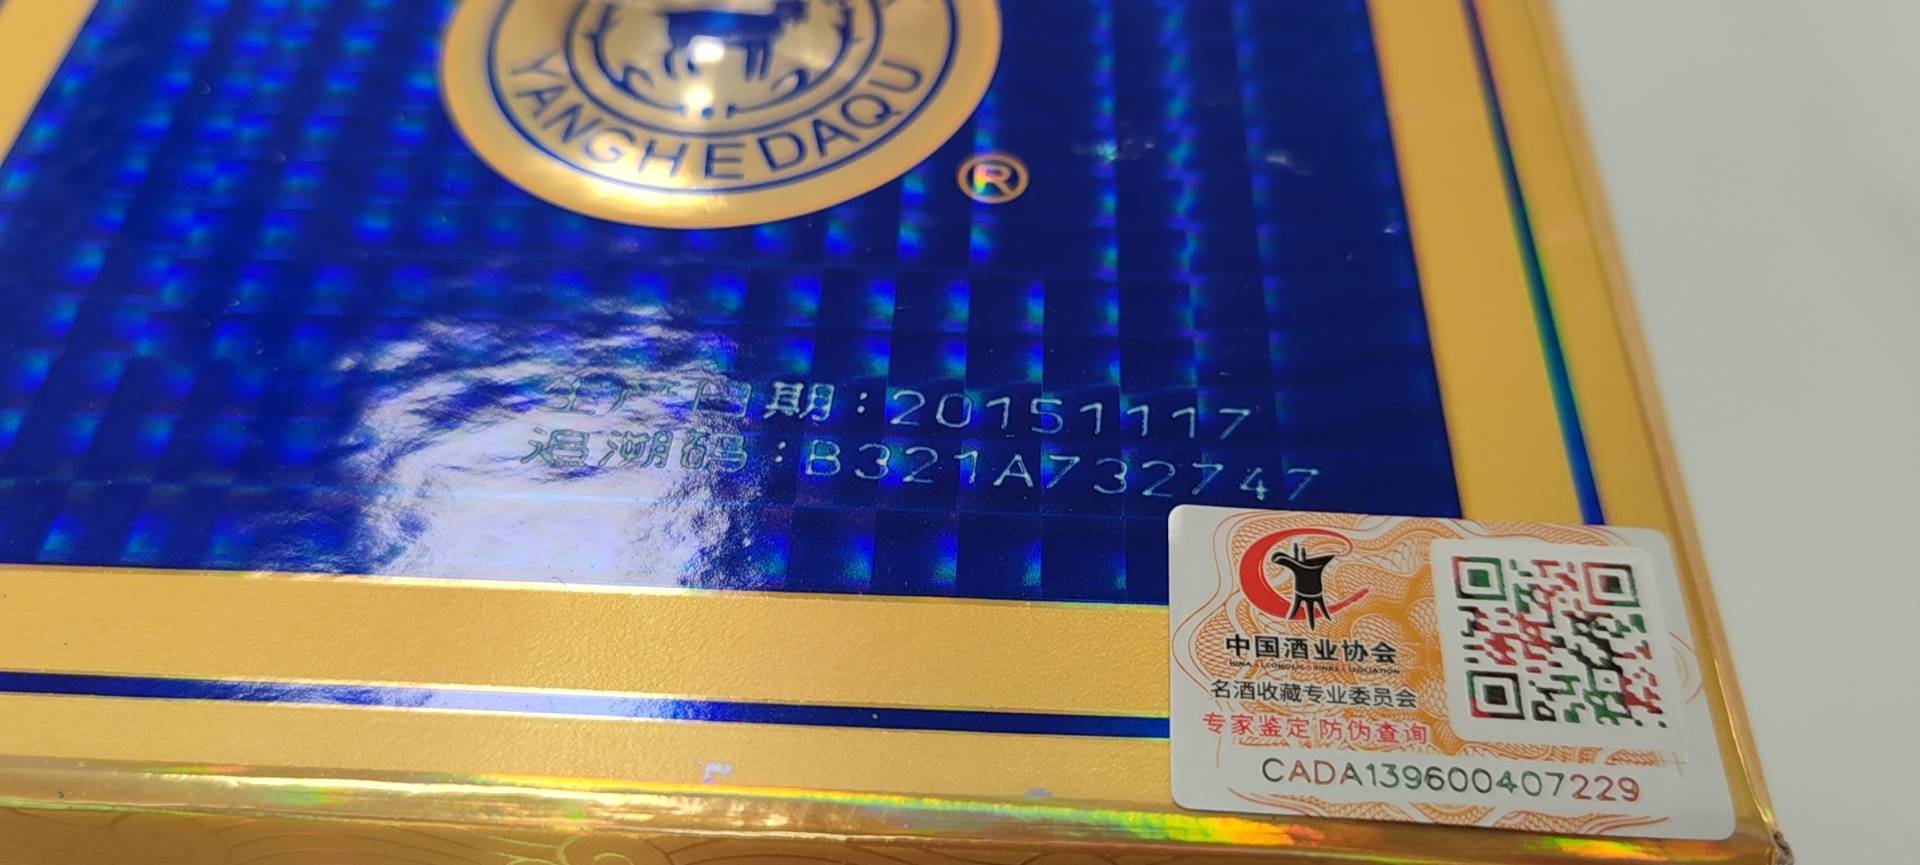 YANGHEDAQU
®
生产日期:20151117
追溯码:B321A732747
中国酒业协会
名酒收藏专业委员会
专家鉴定 防伪查询
CADA139600407229